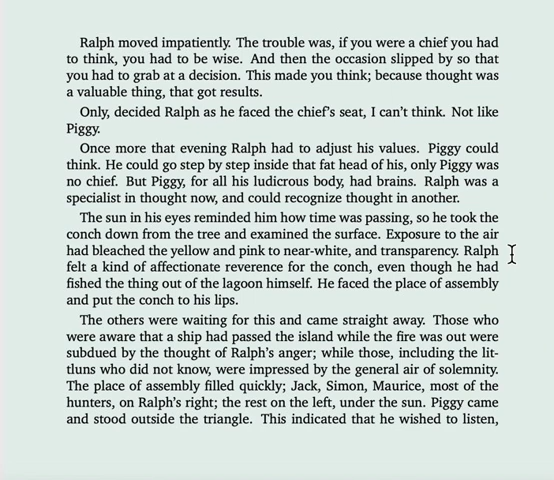 Ralph moved impatiently. The trouble was, if you were a chief you had
to think, you had to be wise. And then the occasion slipped by so that
you had to grab at a decision. This made you think; because thought was
a valuable thing, that got results.
Only, decided Ralph as he faced the chief’s seat, I can’t think. Not like
Piggy.
Once more that evening Ralph had to adjust his values. Piggy could
think. He could go step by step inside that fat head of his, only Piggy was
no chief. But Piggy, for all his ludicrous body, had brains. Ralph was a
specialist in thought now, and could recognize thought in another.
The sun in his eyes reminded him how time was passing, so he took the
conch down from the tree and examined the surface. Exposure to the air
had bleached the yellow and pink to near-white, and transparency. Ralph
felt a kind of affectionate reverence for the conch, even though he had
fished the thing out of the lagoon himself. He faced the place of assembly
and put the conch to his lips.
The others were waiting for this and came straight away. Those who
were aware that a ship had passed the island while the fire was out were
subdued by the thought of Ralph’s anger; while those, including the lit-
tluns who did not know, were impressed by the general air of solemnity.
The place of assembly filled quickly; Jack, Simon, Maurice, most of the
hunters, on Ralph’s right; the rest on the left, under the sun. Piggy came
and stood outside the triangle. This indicated that he wished to listen,